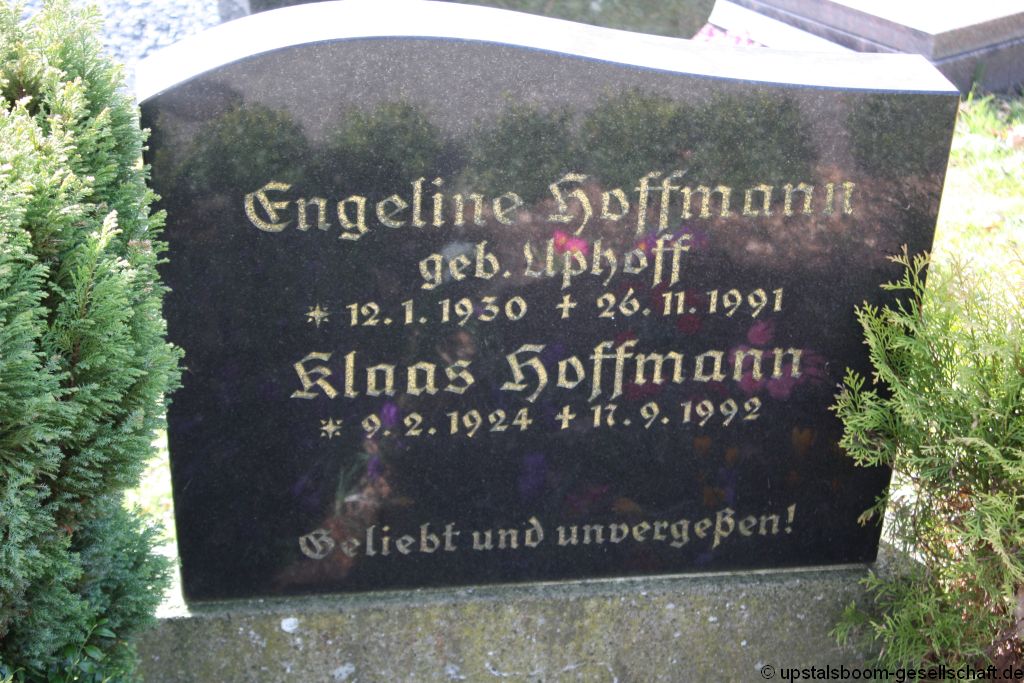 Engeline Hoffmann
geb. Uphoff
* 12.1.1930 + 26.11.1991
Klaas Hoffmann
* 9.2.1924 + 17.9.1992
Geliebt und unvergeßen!
© upstalsboom-gesellschaft.de